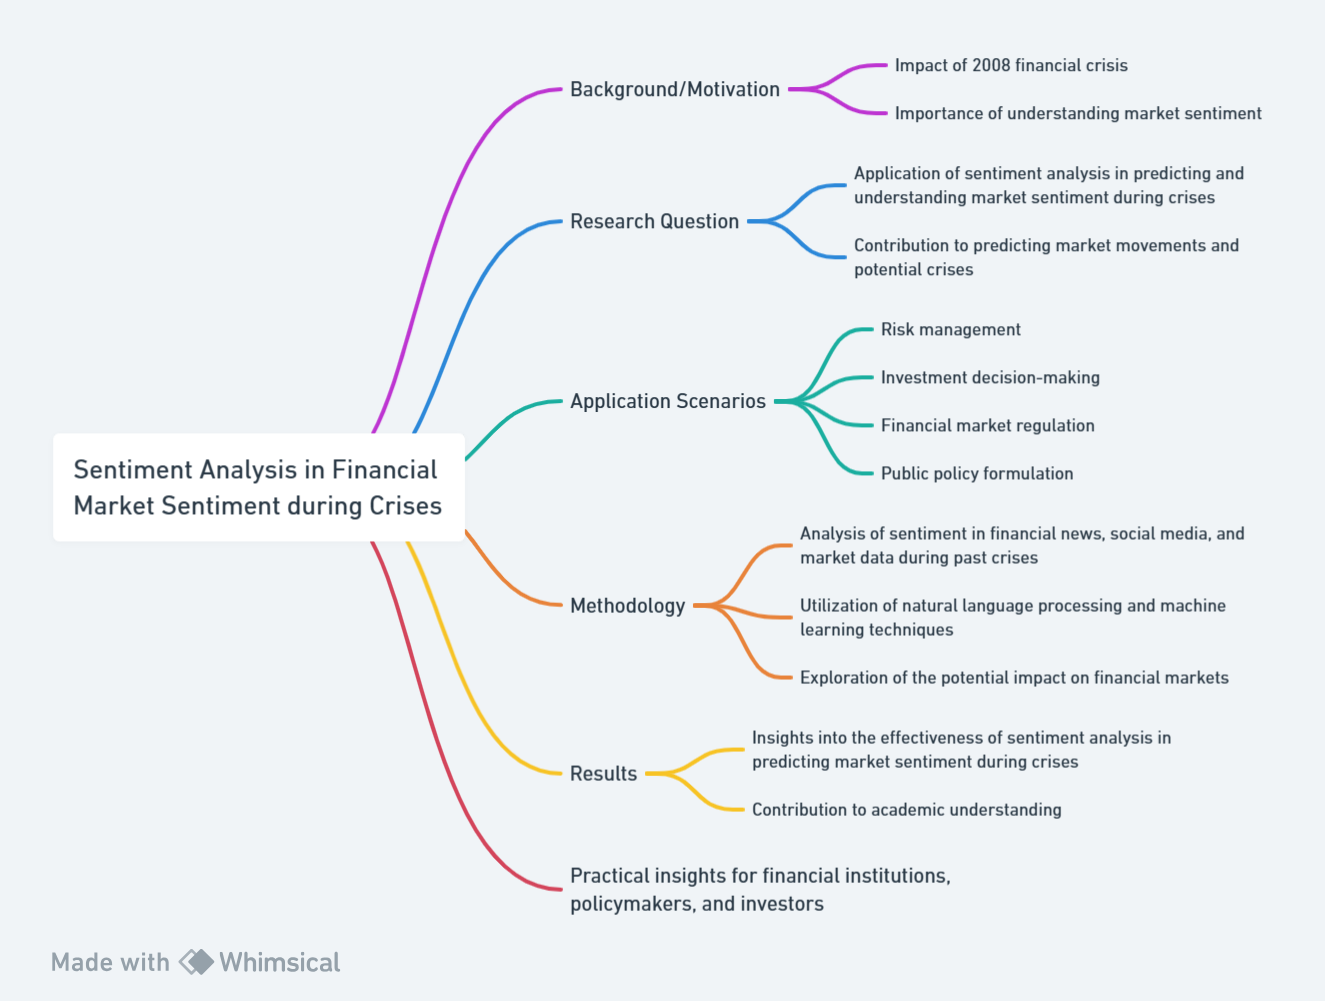 Sentiment Analysis in Financial
Market Sentiment during Crises
Background/Motivation
Impact of 2008 financial crisis
Importance of understanding market sentiment
Research Question
Application of sentiment analysis in predicting and
understanding market sentiment during crises
Contribution to predicting market movements and
potential crises
Application Scenarios
Risk management
Investment decision-making
Financial market regulation
Public policy formulation
Methodology
Analysis of sentiment in financial news, social media, and
market data during past crises
Utilization of natural language processing and machine
learning techniques
Exploration of the potential impact on financial markets
Results
Insights into the effectiveness of sentiment analysis in
predicting market sentiment during crises
Contribution to academic understanding
Practical insights for financial institutions,
policymakers, and investors
Made with Whimsical